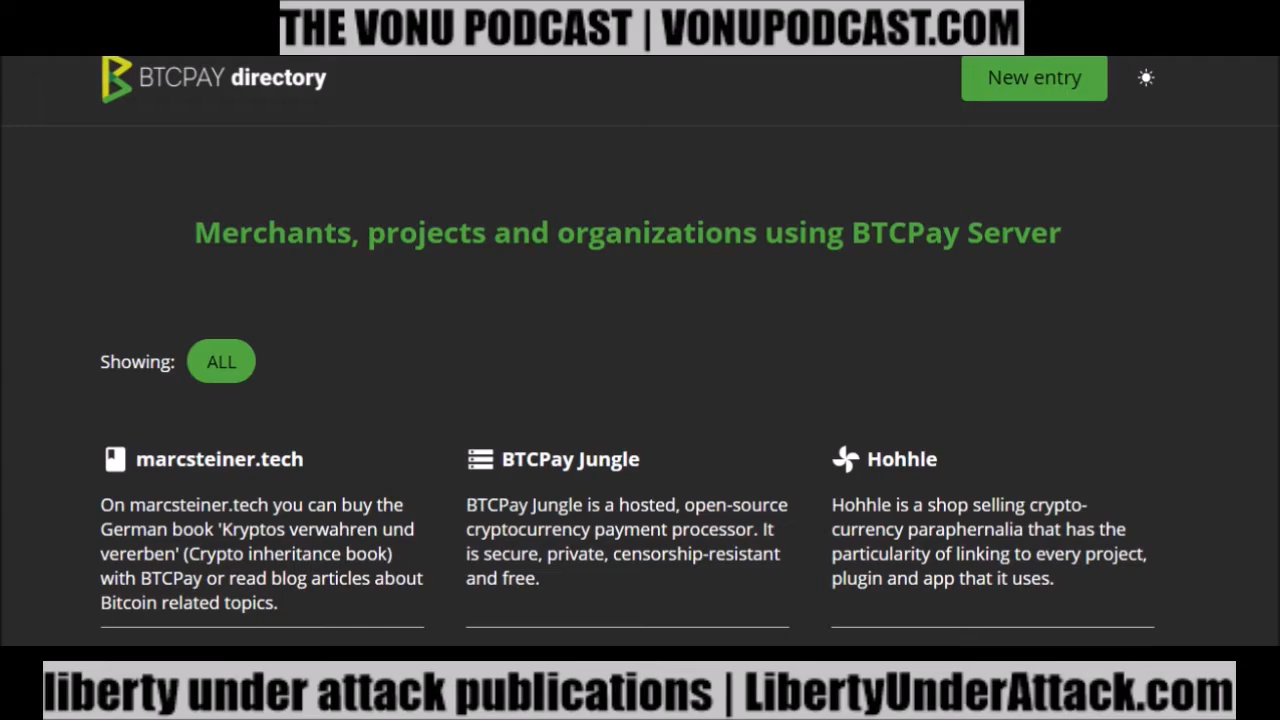 THE VONU PODCAST | VONUPODCAST.COM
BTCPAY directory
New entry
Merchants, projects and organizations using BTCPay Server
Showing: ALL
marcsteiner.tech
On marcsteiner.tech you can buy the
German book 'Kryptos verwahren und
vererben' (Crypto inheritance book)
with BTCPay or read blog articles about
Bitcoin related topics.
BTCPay Jungle
BTCPay Jungle is a hosted, open-source
cryptocurrency payment processor. It
is secure, private, censorship-resistant
and free.
Hohhle
Hohhle is a shop selling crypto-
currency paraphernalia that has the
particularity of linking to every project,
plugin and app that it uses.
liberty under attack publications | LibertyUnderAttack.com